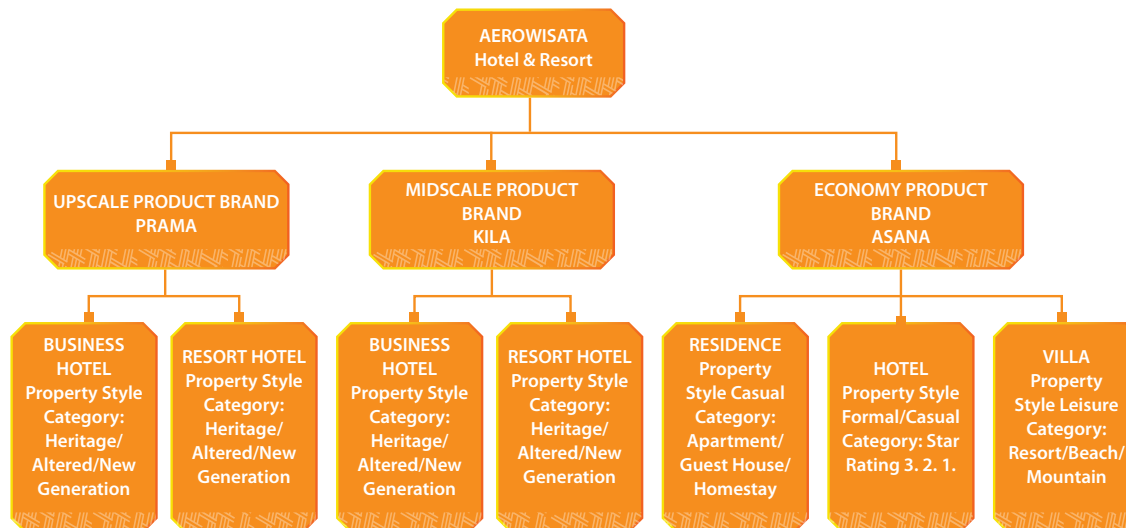 AEROWISATA
Hotel & Resort
UPSCALE PRODUCT BRAND
PRAMA
MIDSCALE PRODUCT
BRAND
KILA
ECONOMY PRODUCT
BRAND
ASANA
BUSINESS
HOTEL
Property Style
Category:
Heritage/
Altered/New
Generation
RESORT HOTEL
Property Style
Category:
Heritage/
Altered/New
Generation
BUSINESS
HOTEL
Property Style
Category:
Heritage/
Altered/New
Generation
RESORT HOTEL
Property Style
Category:
Heritage/
Altered/New
Generation
RESIDENCE
Property
Style Casual
Category:
Apartment/
Guest House/
Homestay
HOTEL
Property Style
Formal/Casual
Category: Star
Rating 3. 2. 1.
VILLA
Property
Style Leisure
Category:
Resort/Beach/
Mountain